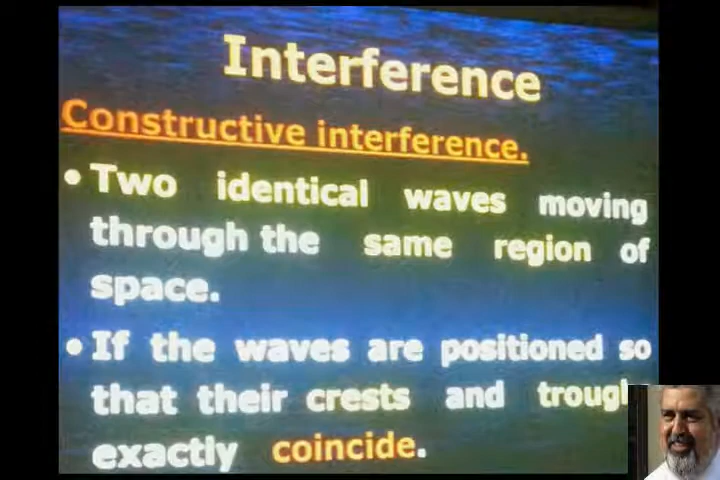 Interference
Constructive interference.
• Two identical waves moving
through the same region of
space.
• If the waves are positioned so
that their crests and trough
exactly coincide.